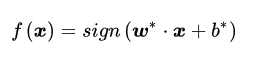 f(x) = sign(w* · x + b*)